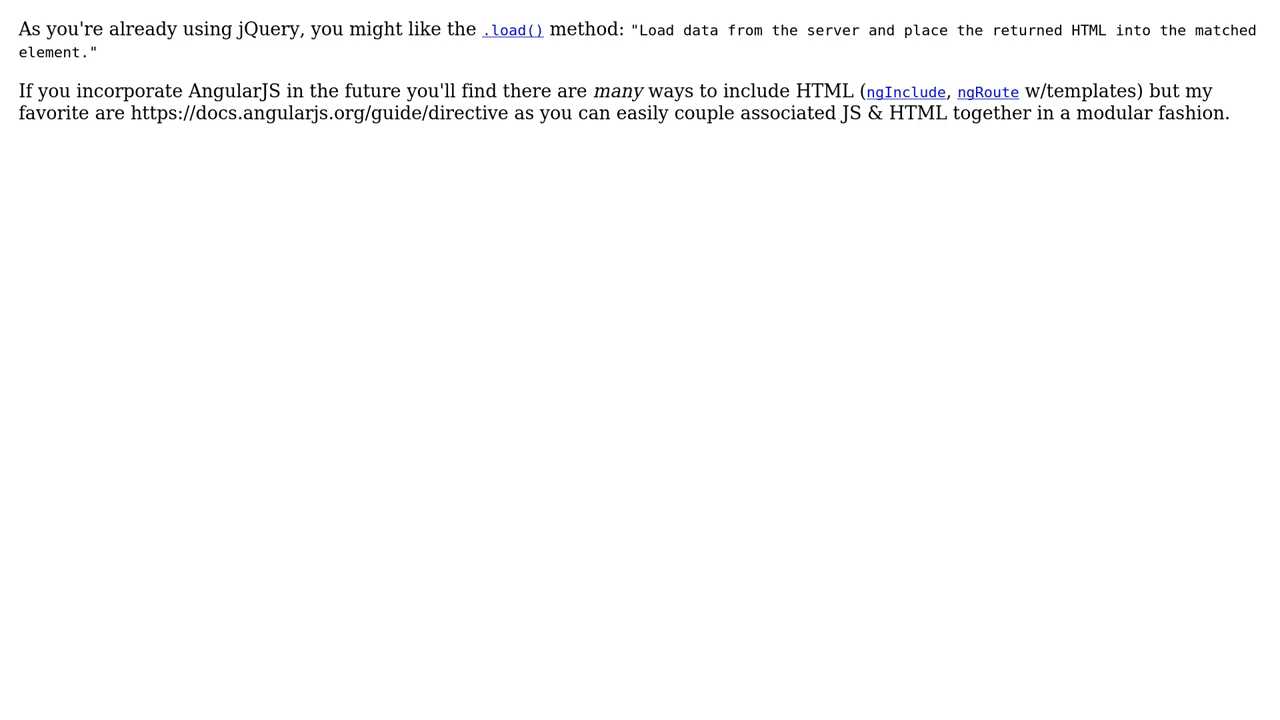 As you're already using jQuery, you might like the .load() method: "Load data from the server and place the returned HTML into the matched
element."
If you incorporate AngularJS in the future you'll find there are many ways to include HTML (ngInclude, ngRoute w/templates) but my
favorite are https://docs.angularjs.org/guide/directive as you can easily couple associated JS & HTML together in a modular fashion.